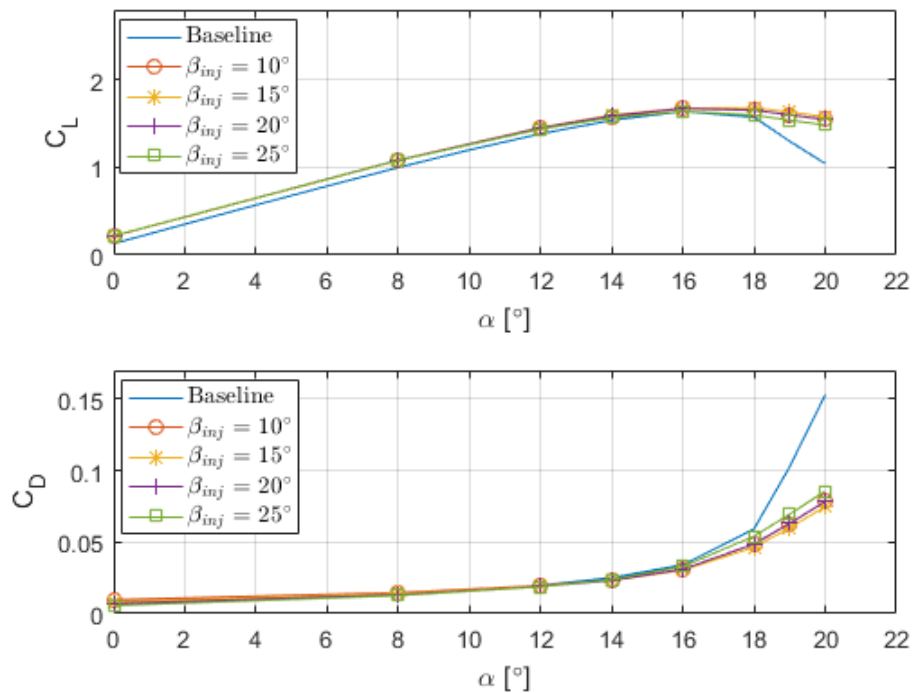 2
1
0
C_L
Baseline
β_inj = 10°
β_inj = 15°
β_inj = 20°
β_inj = 25°
0 2 4 6 8 10 12 14 16 18 20 22
α [°]
0.15
0.1
0.05
0
C_D
Baseline
β_inj = 10°
β_inj = 15°
β_inj = 20°
β_inj = 25°
0 2 4 6 8 10 12 14 16 18 20 22
α [°]